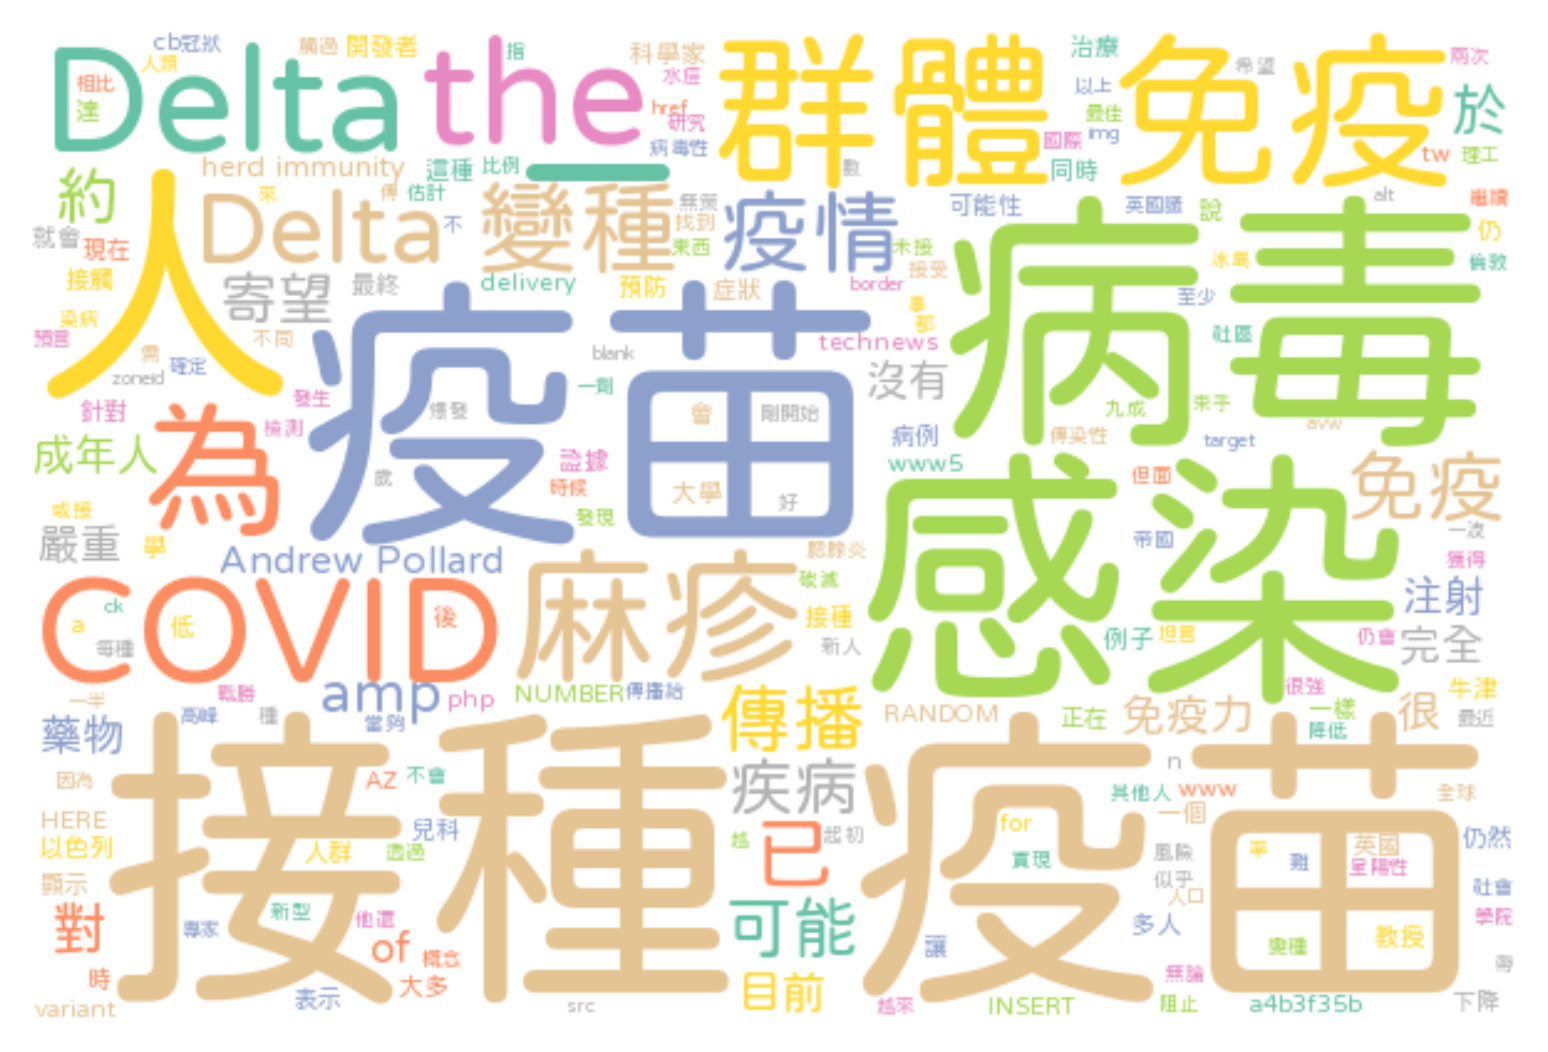 cb冠狀
觸過
開發者
指
科學家
治療
兩次
人類
Delta
the
群體
免疫
水痘
希望
相比
達
href
研究
以上
最佳
img
於
病毒性
國際
tw
理工
herd immunity
這種
比例
數
同時
約
人
來
估計
Delta
變種
無策
疫情
可能性
英國
說
alt
繼續
就會
現在
不
找到
東西
未接
仍
接觸
寄望
最終
delivery
預防
症狀
接受
border
病毒
冰島
倫敦
染病
至少
預言
不同
事
都
technews
社區
需
zoneid
確定
疫苗
blank
沒有
針對
發生
爆發
一劑
會
剛開始
九成
束手
成年人
為
檢測
病例
傳染性
target
avw
歲
證據
www5
免疫
時候
大學
好
但面
或接
發現
嚴重
學
感染
帝國
一波
Andrew Pollard
獲得
COVID
麻疹
破滅
注射
ck
a
低
後
接種
例子
坦言
仍會
完全
每種
新人
一半
戰勝
amp
php
NUMBER
傳播給
傳播
很強
牛津
藥物
高峰
種
當夠
RANDOM
正在
免疫力
一樣
很
最近
降低
因為
接種
AZ
不會
疾病
n
疫苗
其他人
www
全球
HERE
兒科
越
起初
for
一個
以色列
人群
透過
已
實現
風險
率
難
英國
呈陽性
仍然
顯示
似乎
人口
社會
對
新型
他還
可能
多人
學院
專家
of
概念
讓
變種
教授
時
大多
目前
無論
帶
variant
表示
src
越來
INSERT
阻止
a4b3f35b
下降